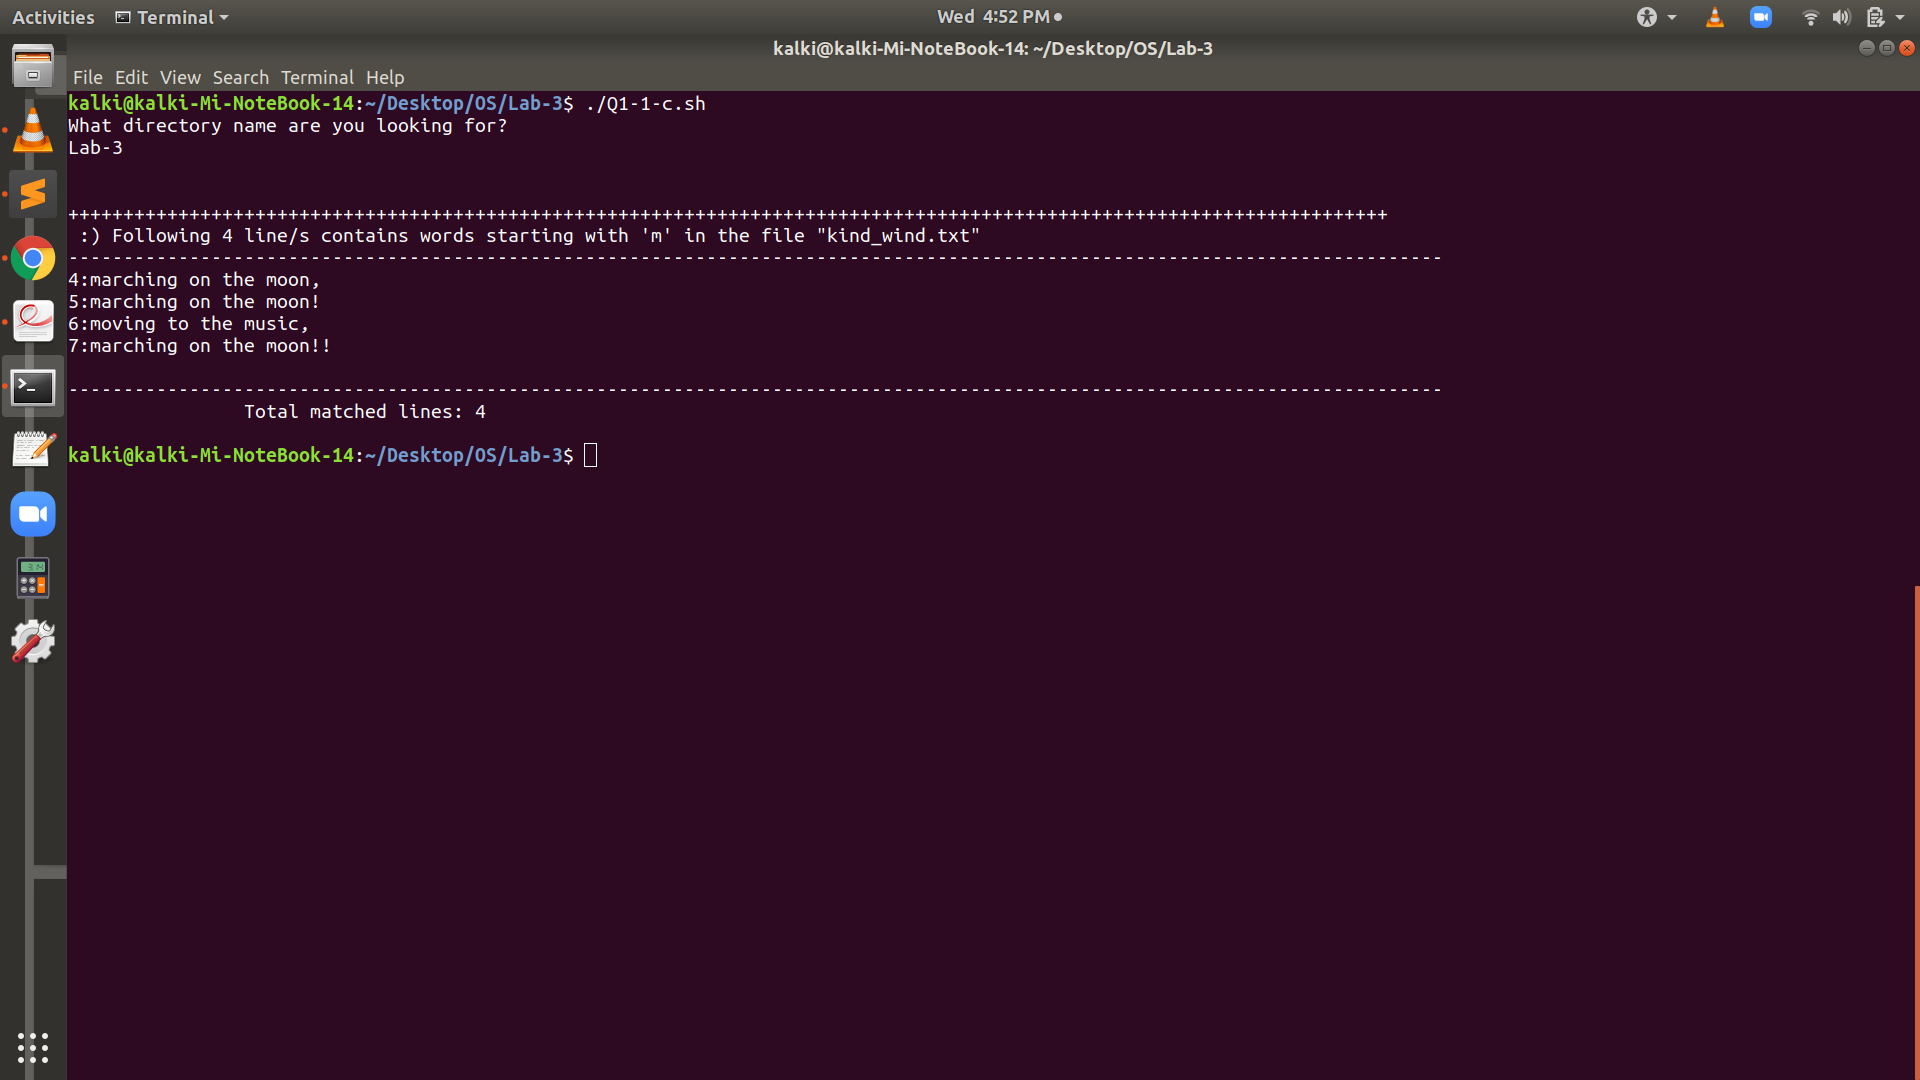 Activities Terminal Wed 4:52 PM
kalki@kalki-Mi-NoteBook-14: ~/Desktop/OS/Lab-3
File Edit View Search Terminal Help
kalki@kalki-Mi-NoteBook-14:~/Desktop/OS/Lab-3$ ./Q1-1-c.sh
What directory name are you looking for?
Lab-3
++++++++++++++++++++++++++++++++++++++++++++++++++++++++++++++++++++++++++++++++++++++++++++++++++++++++++++++++++++++++
 :) Following 4 line/s contains words starting with 'm' in the file "kind_wind.txt"
-----------------------------------------------------------------------------------------------------------------------------
4:marching on the moon,
5:marching on the moon!
6:moving to the music,
7:marching on the moon!!
-----------------------------------------------------------------------------------------------------------------------------
                Total matched lines: 4
kalki@kalki-Mi-NoteBook-14:~/Desktop/OS/Lab-3$